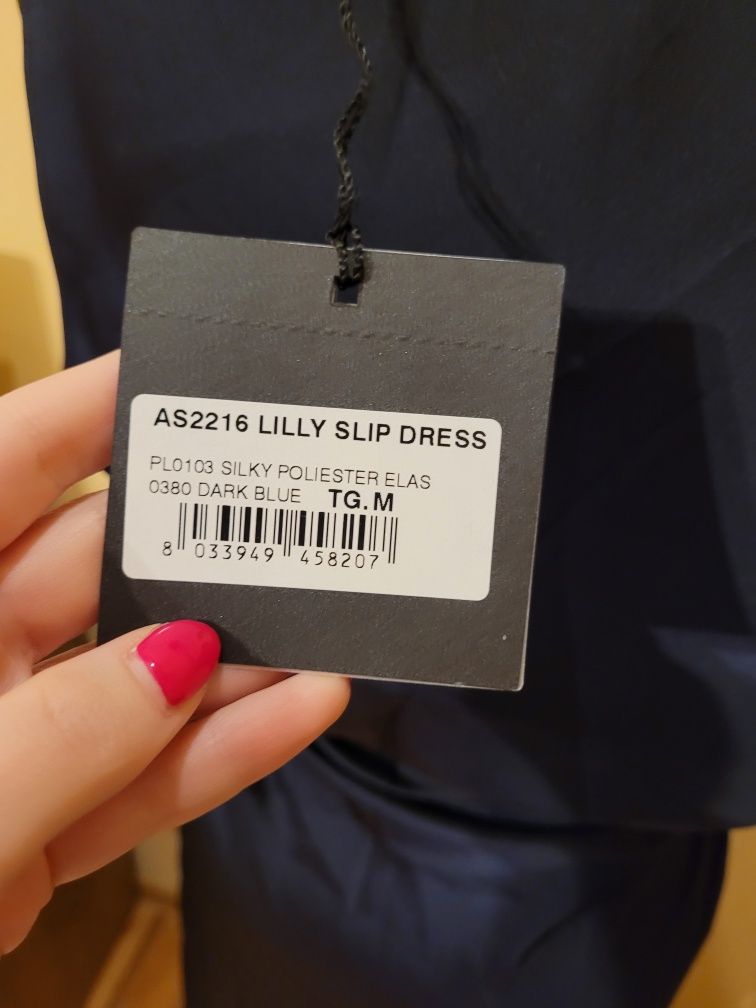 AS2216 LILLY SLIP DRESS
PL0103 SILKY POLIESTER ELAS
0380 DARK BLUE TG. M
8 033949 458207